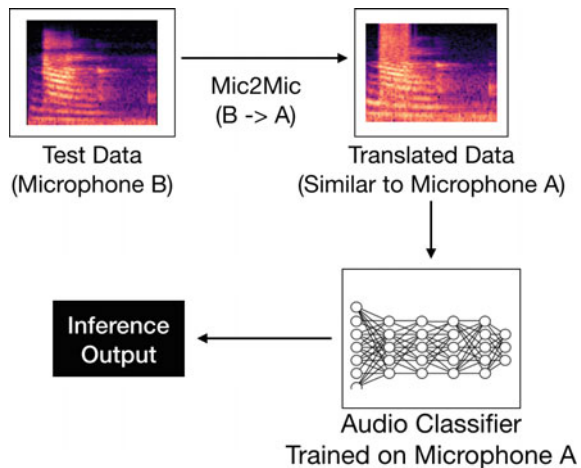 Mic2Mic
(B -> A)
Test Data
(Microphone B)
Translated Data
(Similar to Microphone A)
Inference
Output
Audio Classifier
Trained on Microphone A